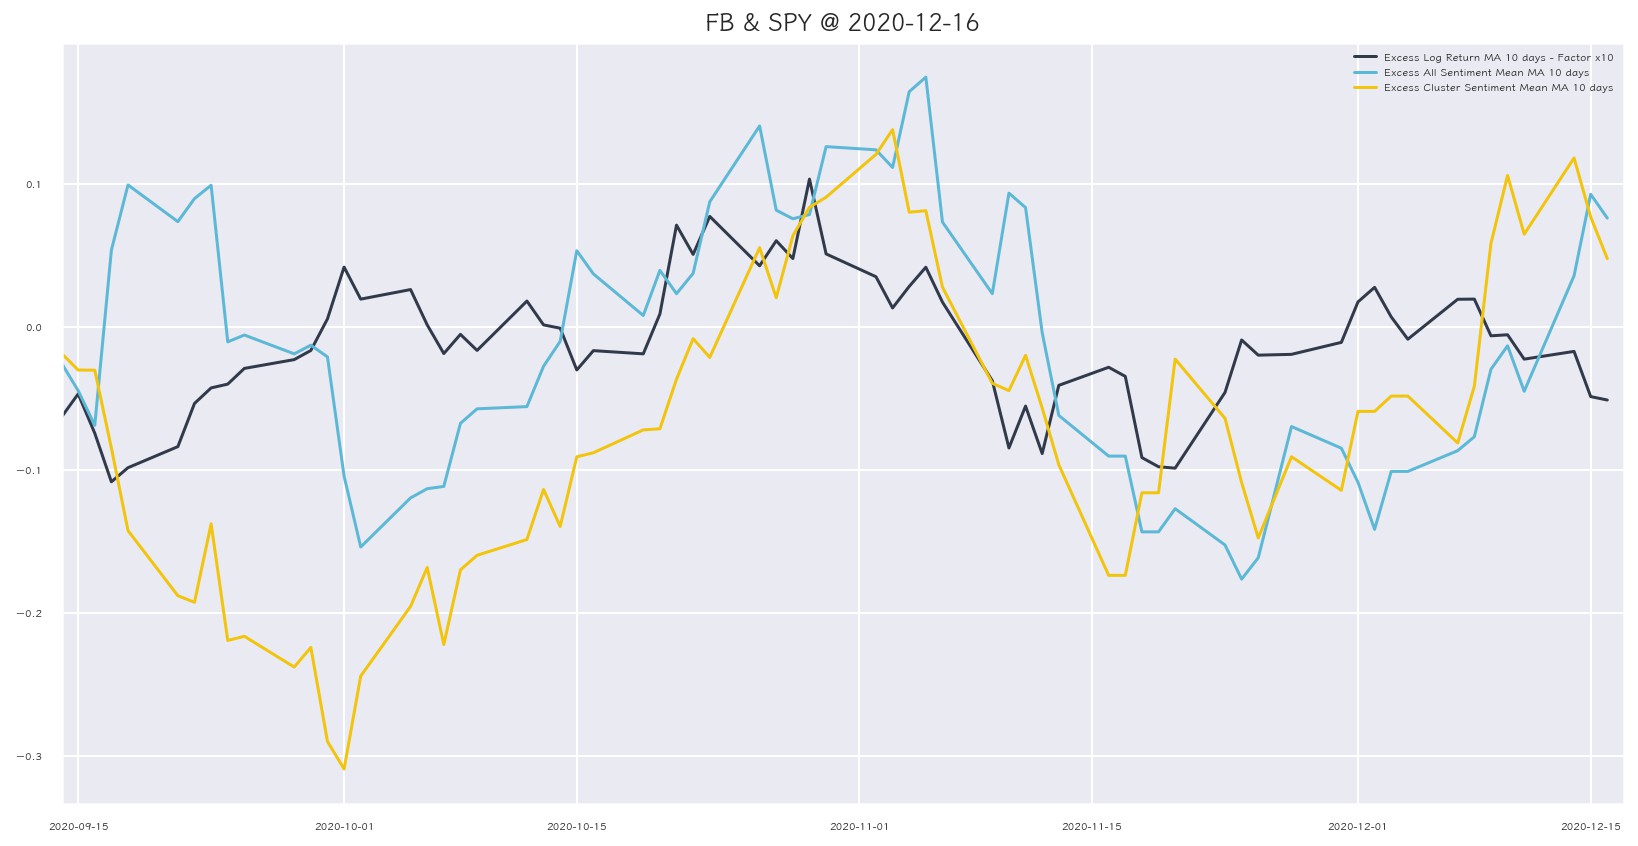 FB & SPY @ 2020-12-16
Excess Log Return MA 10 days - Factor x10
Excess All Sentiment Mean MA 10 days
Excess Cluster Sentiment Mean MA 10 days
0.1
0.0
−0.1
−0.2
−0.3
2020-09-15 2020-10-01 2020-10-15 2020-11-01 2020-11-15 2020-12-01 2020-12-15